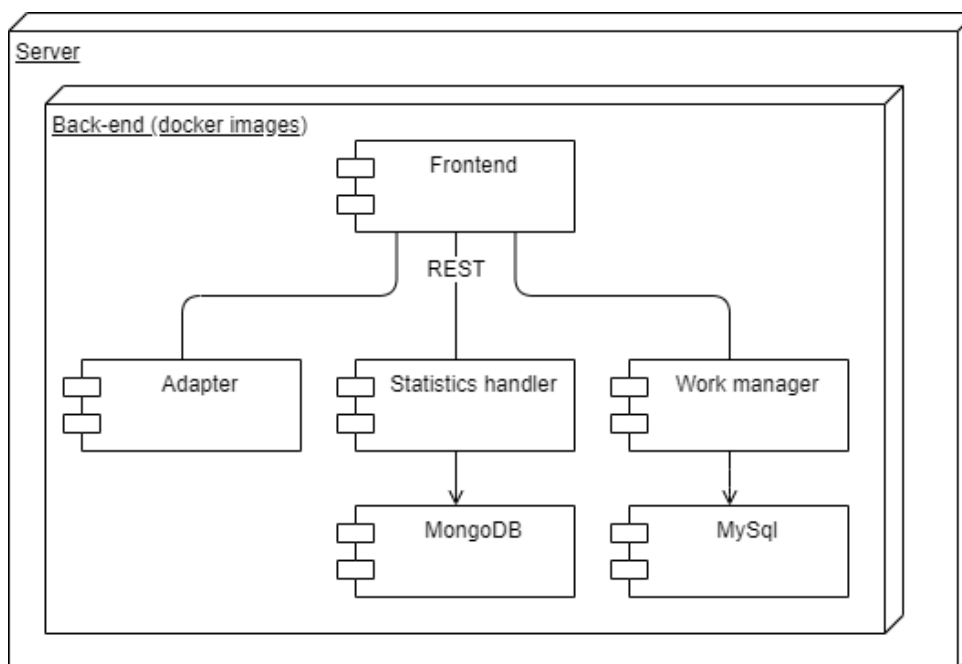 Server
Back-end (docker images)
Frontend
REST
Adapter
Statistics handler
Work manager
MongoDB
MySql